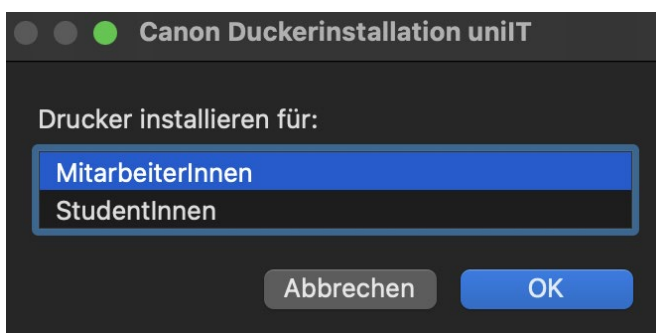 Canon Duckerinstallation uniIT
Drucker installieren für:
MitarbeiterInnen
StudentInnen
Abbrechen OK